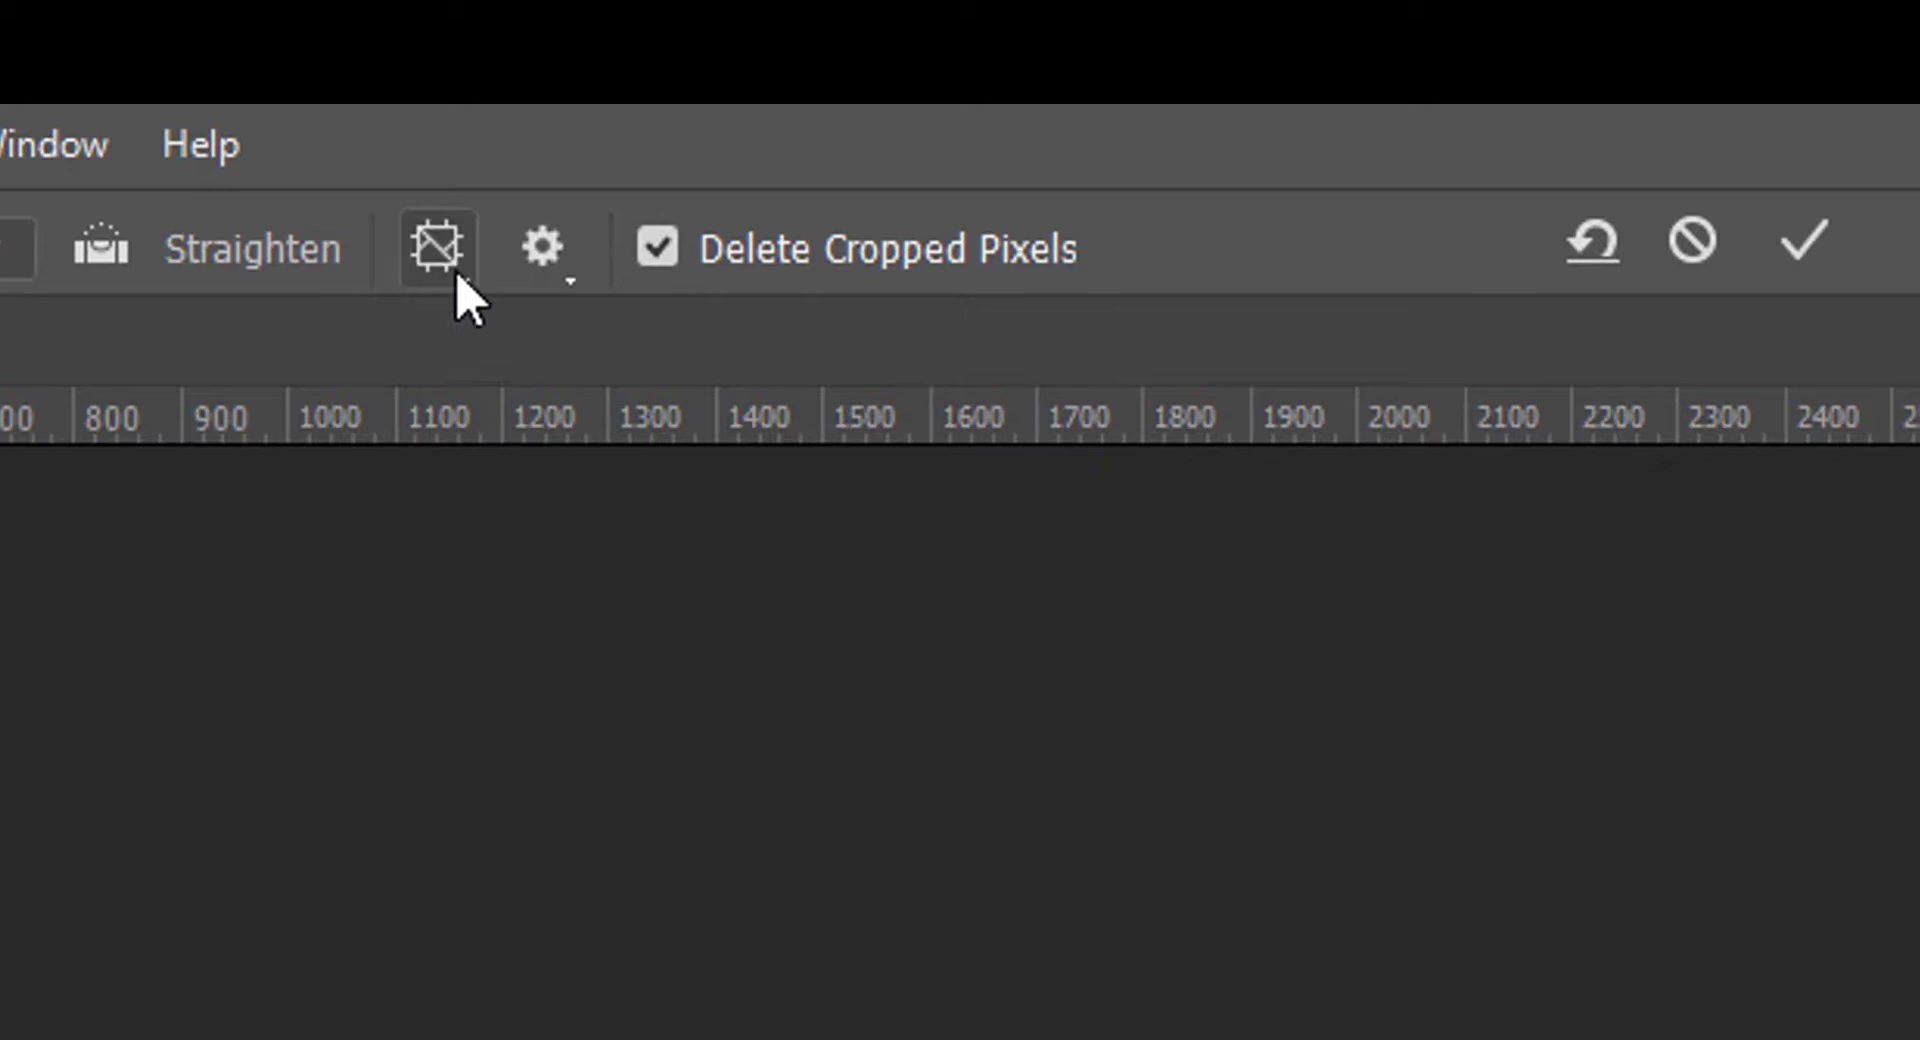 Window Help
Straighten Delete Cropped Pixels
800 900 1000 1100 1200 1300 1400 1500 1600 1700 1800 1900 2000 2100 2200 2300 2400